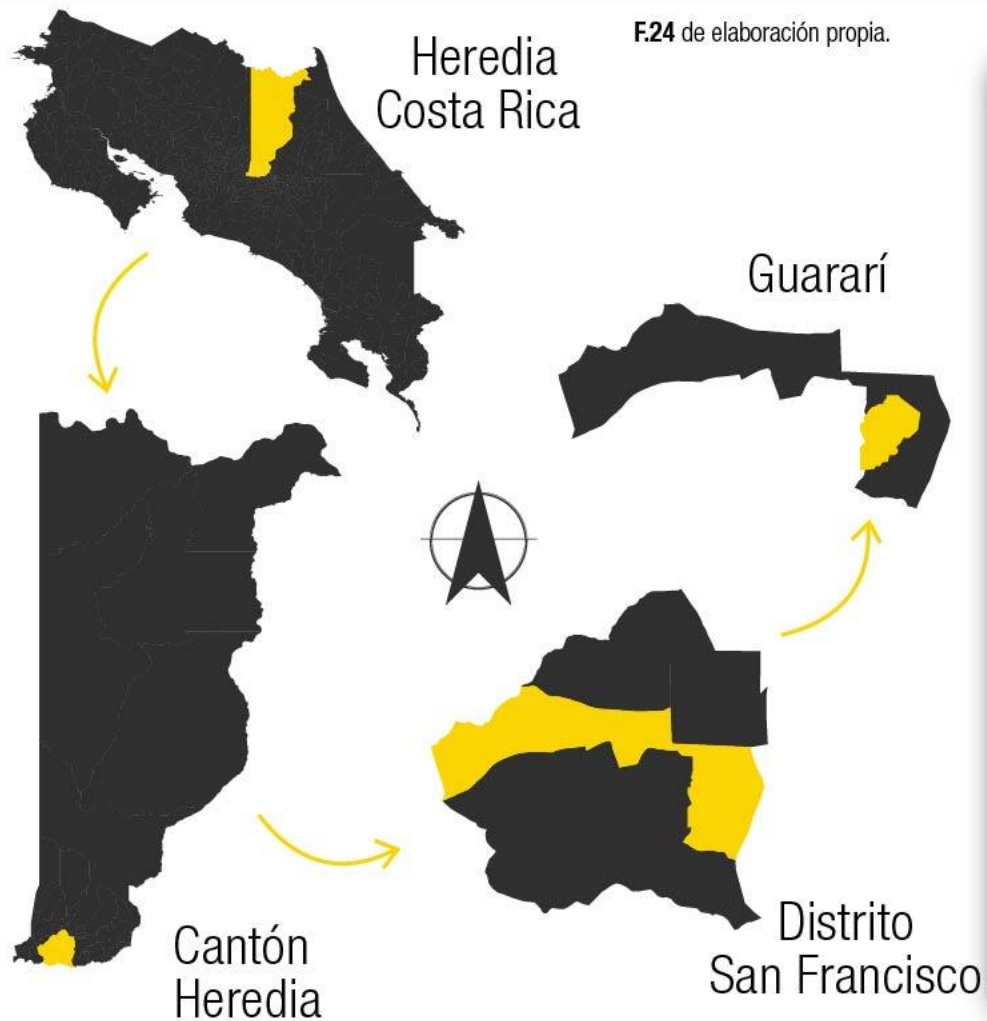 F.24 de elaboración propia.
Heredia
Costa Rica
Guararí
Cantón
Heredia
Distrito
San Francisco